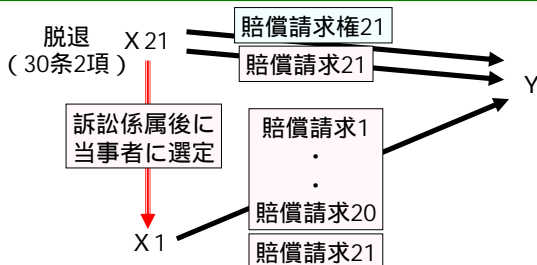 脱退
（30条2項）
X 21
賠償請求権21
賠償請求21
Y
訴訟係属後に
当事者に選定
賠償請求1
・
・
賠償請求20
X 1
賠償請求21